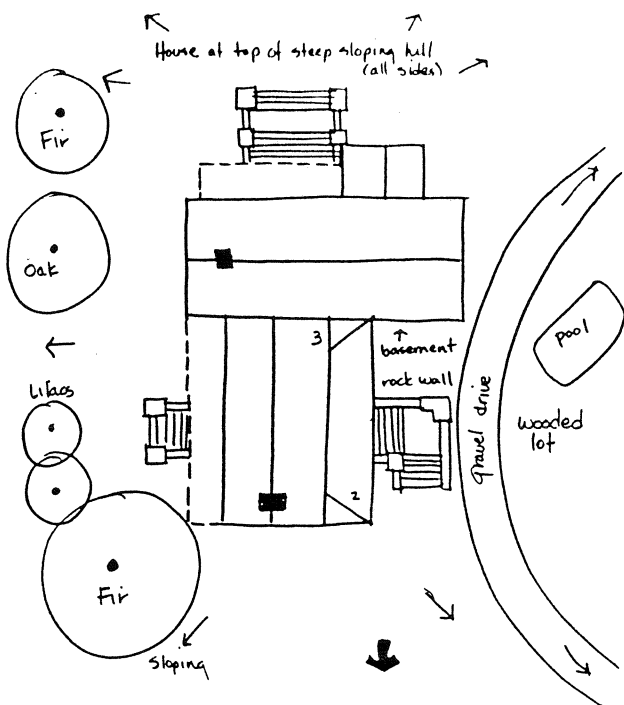 House at top of steep sloping hill
(all sides)
Fir
Oak
3
basement
rock wall
pool
Lilacs
gravel drive
wooded
lot
2
Fir
Sloping